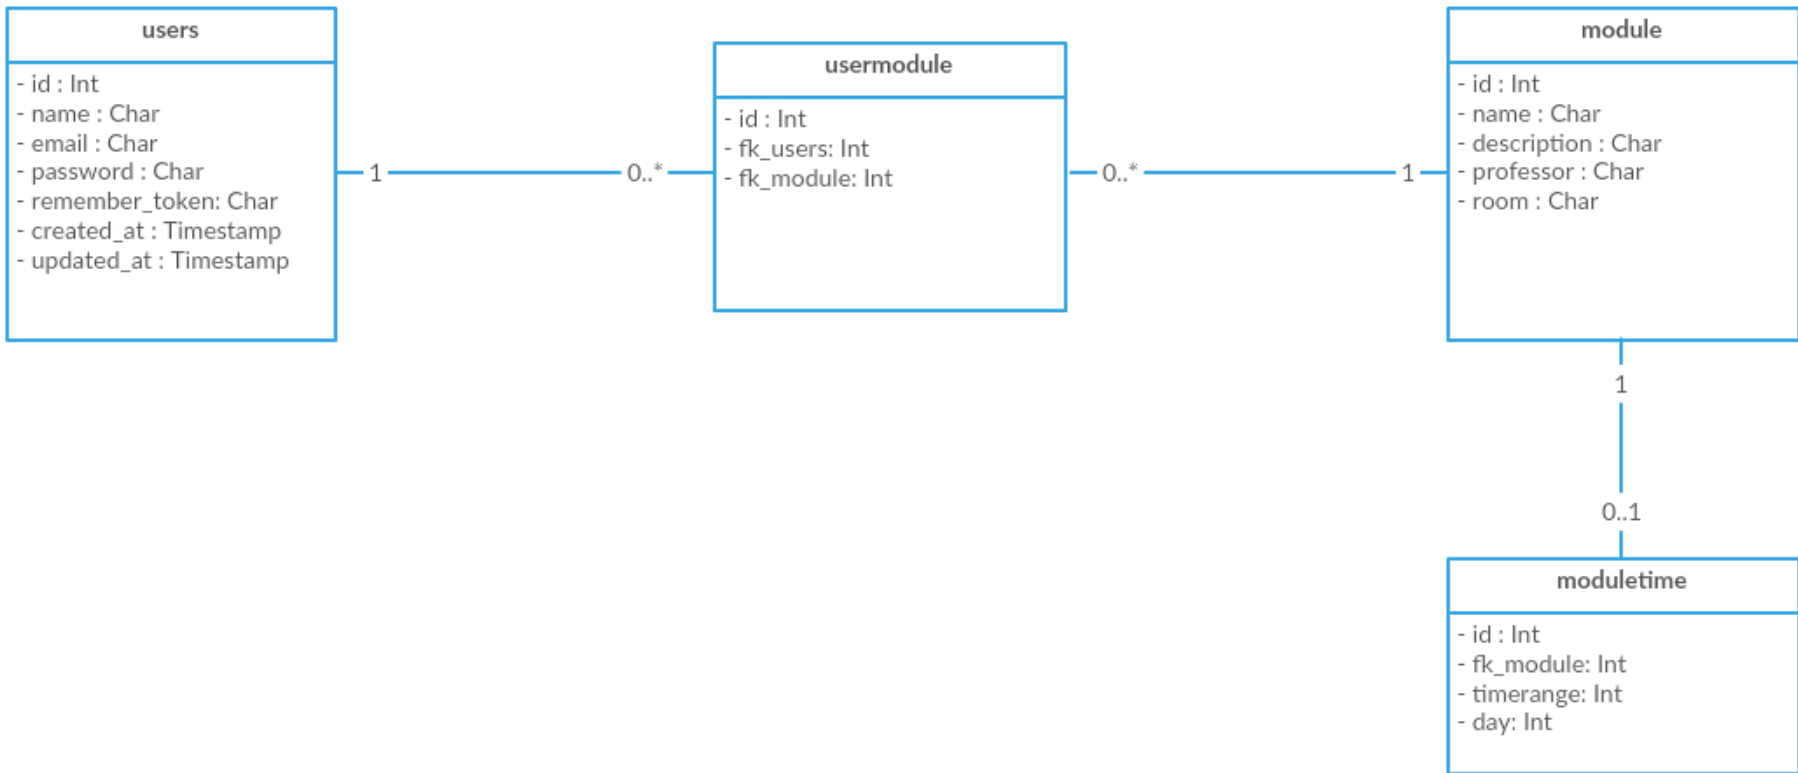 users
- id : Int
- name : Char
- email : Char
- password : Char
- remember_token: Char
- created_at : Timestamp
- updated_at : Timestamp
1
0..*
usermodule
- id : Int
- fk_users: Int
- fk_module: Int
0..*
1
module
- id : Int
- name : Char
- description : Char
- professor : Char
- room : Char
1
0..1
moduletime
- id : Int
- fk_module: Int
- timerange: Int
- day: Int